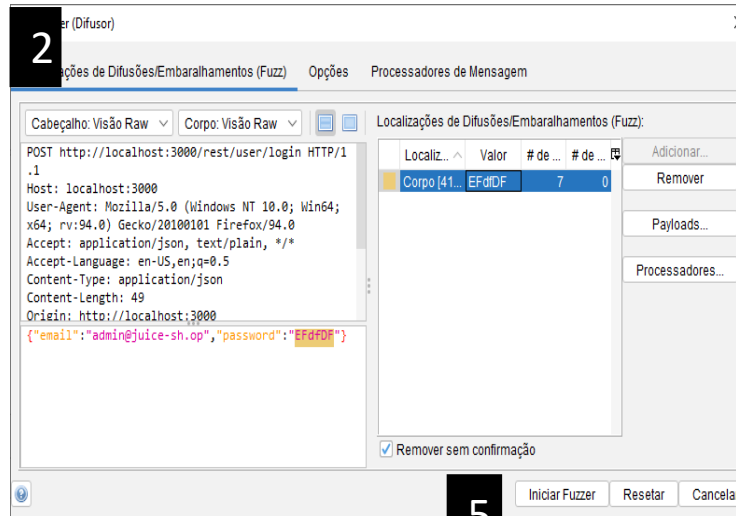 2
er (Difusor)
ações de Difusões/Embaralhamentos (Fuzz) Opções Processadores de Mensagem
Cabeçalho: Visão Raw Corpo: Visão Raw
Localizações de Difusões/Embaralhamentos (Fuzz):
POST http://localhost:3000/rest/user/login HTTP/1
.1
Host: localhost:3000
User-Agent: Mozilla/5.0 (Windows NT 10.0; Win64;
x64; rv:94.0) Gecko/20100101 Firefox/94.0
Accept: application/json, text/plain, */*
Accept-Language: en-US,en;q=0.5
Content-Type: application/json
Content-Length: 49
Origin: http://localhost:3000
{"email":"admin@juice-sh.op","password":"EFdfDF"}
Localiz... Valor # de ... # de ...
Corpo [41... EFdfDF 7 0
Adicionar...
Remover
Payloads...
Processadores...
Remover sem confirmação
5
Iniciar Fuzzer Resetar Cancela